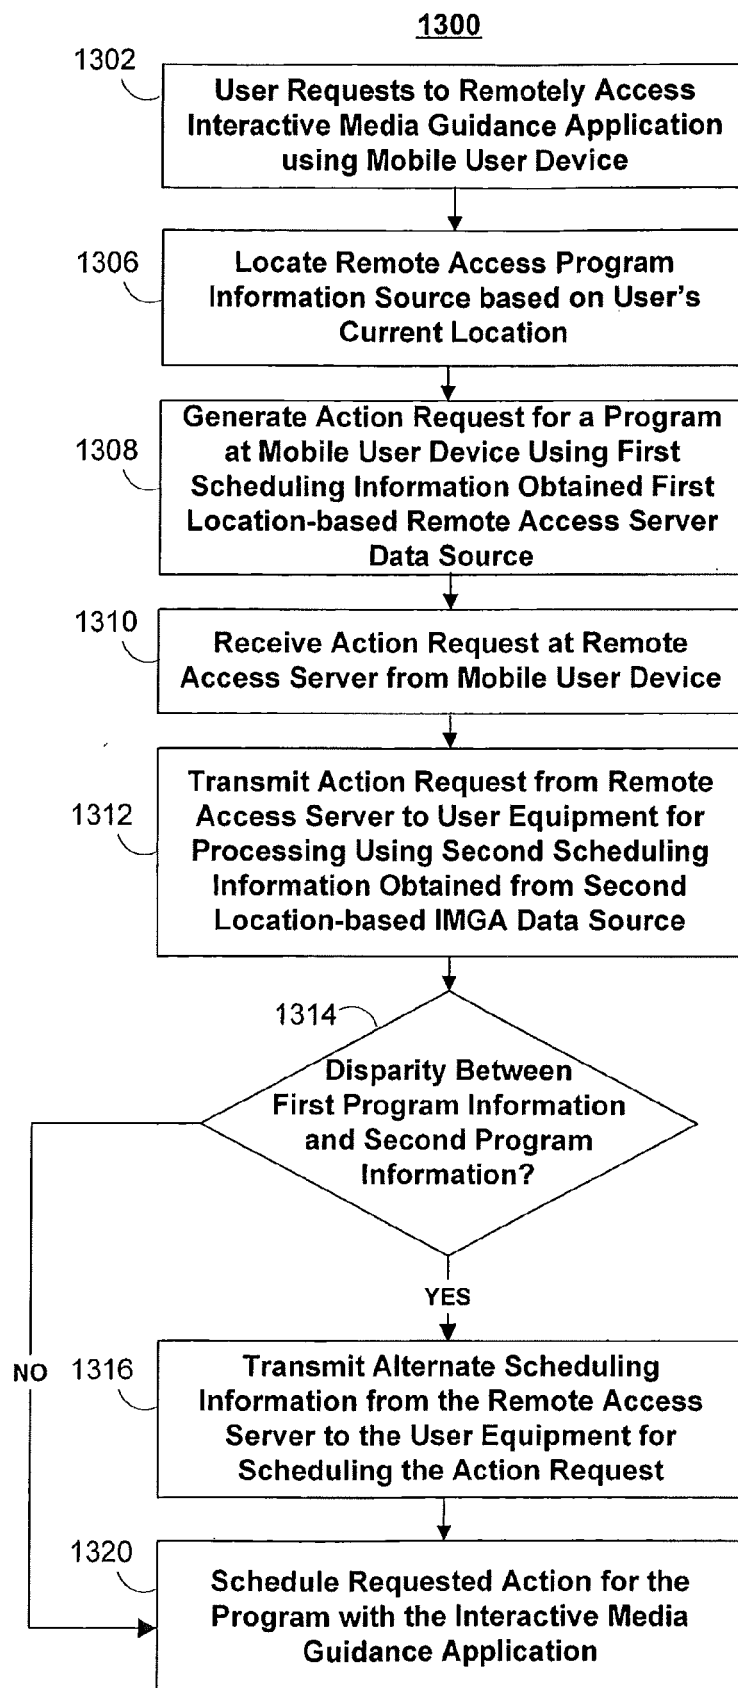 1300
1302
User Requests to Remotely Access
Interactive Media Guidance Application
using Mobile User Device
1306
Locate Remote Access Program
Information Source based on User's
Current Location
1308
Generate Action Request for a Program
at Mobile User Device Using First
Scheduling Information Obtained First
Location-based Remote Access Server
Data Source
1310
Receive Action Request at Remote
Access Server from Mobile User Device
1312
Transmit Action Request from Remote
Access Server to User Equipment for
Processing Using Second Scheduling
Information Obtained from Second
Location-based IMGA Data Source
1314
Disparity Between
First Program Information
and Second Program
Information?
YES
NO
1316
Transmit Alternate Scheduling
Information from the Remote Access
Server to the User Equipment for
Scheduling the Action Request
1320
Schedule Requested Action for the
Program with the Interactive Media
Guidance Application